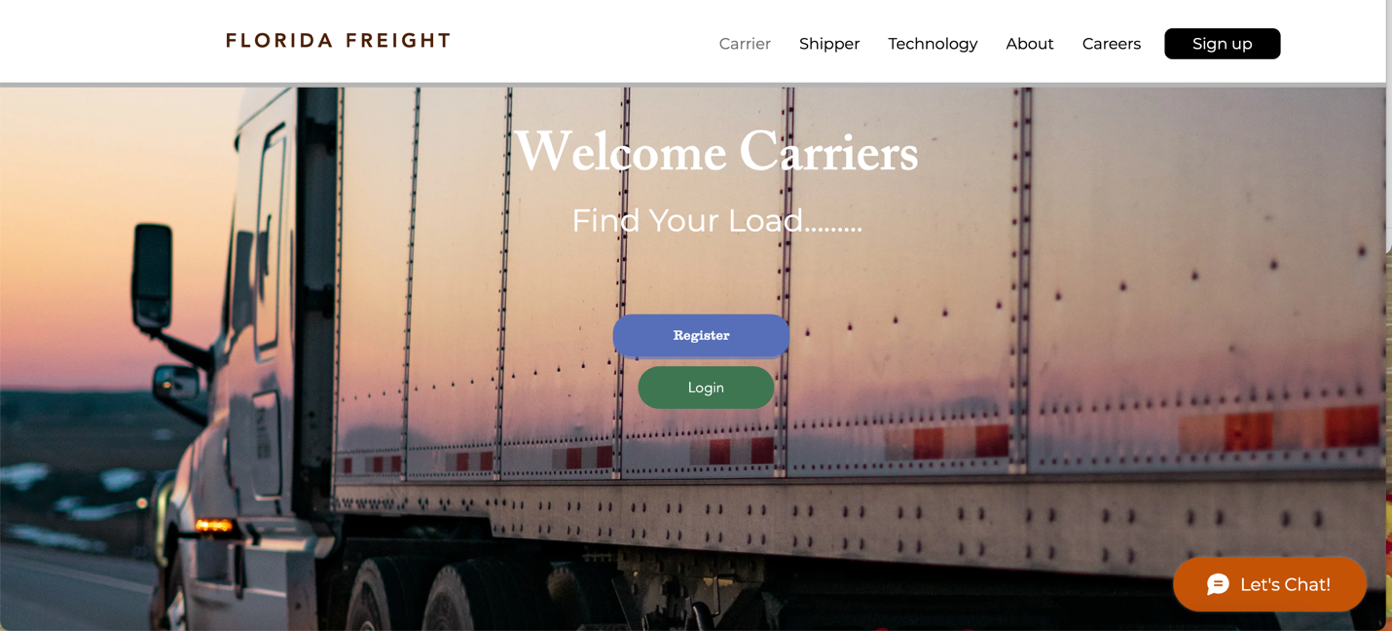 FLORIDA FREIGHT
Carrier Shipper Technology About Careers Sign up
Welcome Carriers
Find Your Load.........
Register
Login
Let's Chat!